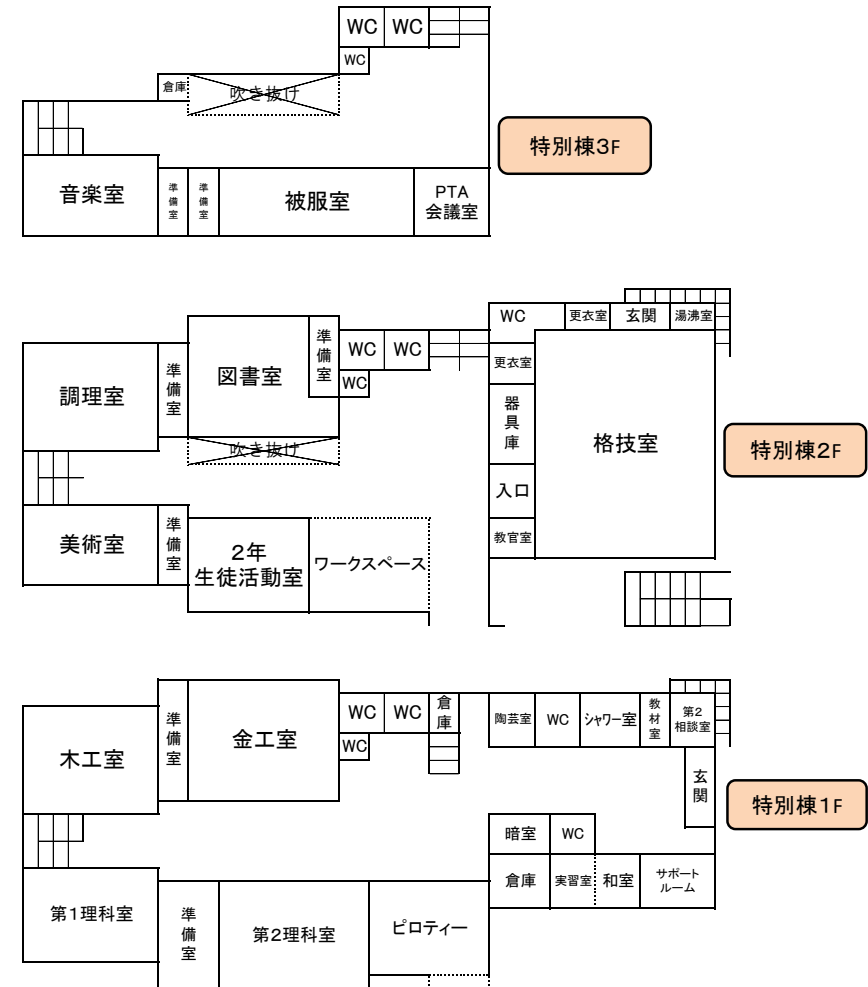 WC WC
WC
倉庫
吹き抜け
特別棟3F
音楽室
準備室
準備室
被服室
PTA
会議室
WC
更衣室
玄関
湯沸室
準備室
WC WC
WC
図書室
調理室
準備室
更衣室
器具庫
格技室
特別棟2F
吹き抜け
入口
美術室
準備室
2年
生徒活動室
ワークスペース
教官室
準備室
金工室
WC WC
WC
倉庫
陶芸室
WC
シャワー室
教材室
第2
相談室
木工室
玄関
特別棟1F
暗室
WC
倉庫
実習室
和室
サポート
ルーム
第1理科室
準備室
第2理科室
ピロティー